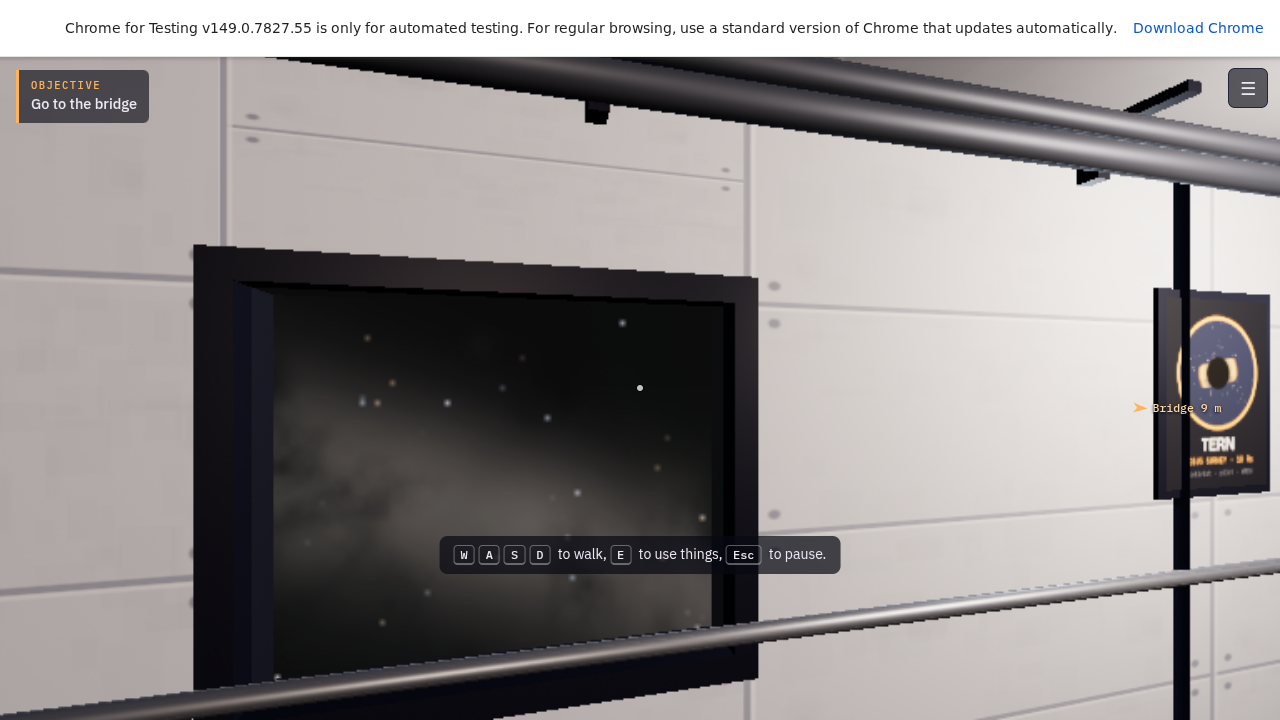 Chrome for Testing v149.0.7827.55 is only for automated testing. For regular browsing, use a standard version of Chrome that updates automatically. Download Chrome
OBJECTIVE
Go to the bridge
Bridge 9 m
TERN
W A S D to walk, E to use things, Esc to pause.